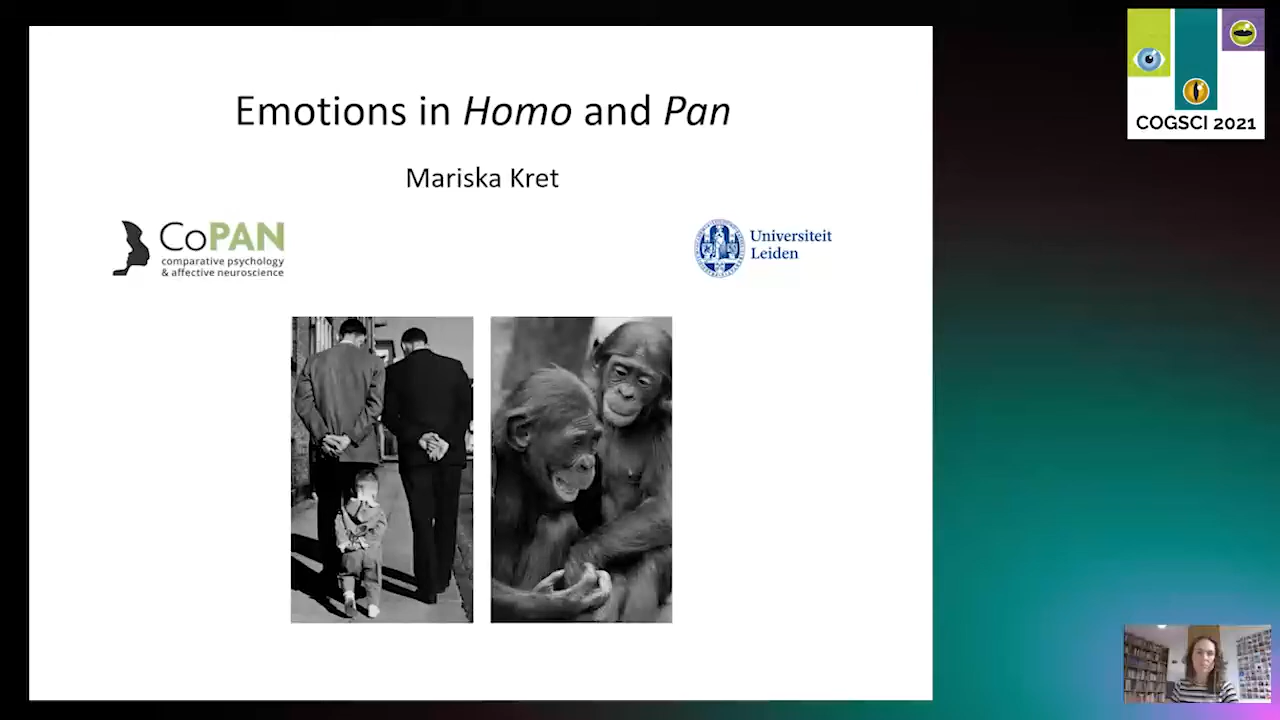 Emotions in Homo and Pan
Mariska Kret
CoPAN
comparative psychology
& affective neuroscience
Universiteit
Leiden
COGSCI 2021